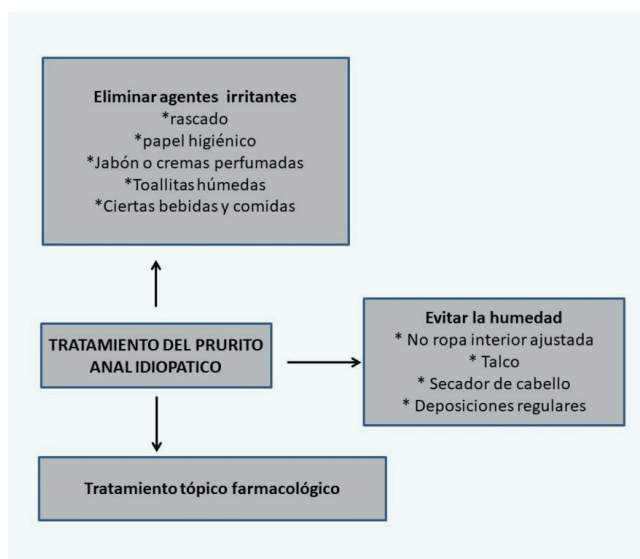 Eliminar agentes irritantes
*rascado
*papel higiénico
*Jabón o cremas perfumadas
*Toallitas húmedas
*Ciertas bebidas y comidas
TRATAMIENTO DEL PRURITO
ANAL IDIOPATICO
Evitar la humedad
* No ropa interior ajustada
* Talco
* Secador de cabello
* Deposiciones regulares
Tratamiento tópico farmacológico